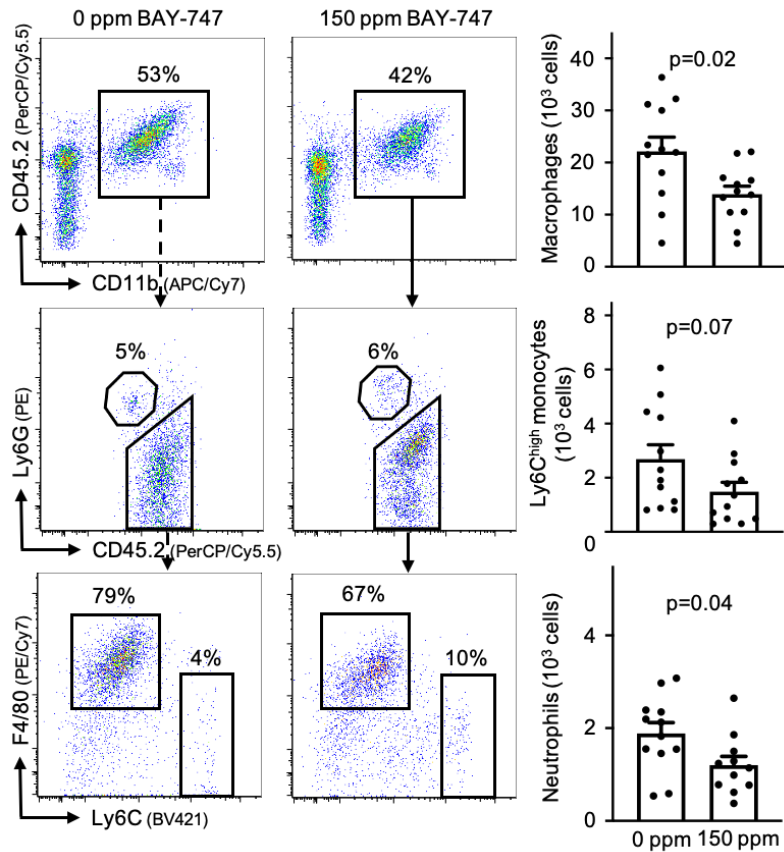 0 ppm BAY-747
150 ppm BAY-747
53%
42%
CD45.2 (PerCP/Cy5.5)
CD11b (APC/Cy7)
Macrophages (10³ cells)
p=0.02
40
30
20
10
0
5%
6%
Ly6G (PE)
CD45.2 (PerCP/Cy5.5)
Ly6C^high monocytes
(10³ cells)
p=0.07
8
6
4
2
0
79%
4%
67%
10%
F4/80 (PE/Cy7)
Ly6C (BV421)
Neutrophils (10³ cells)
p=0.04
4
2
0
0 ppm
150 ppm